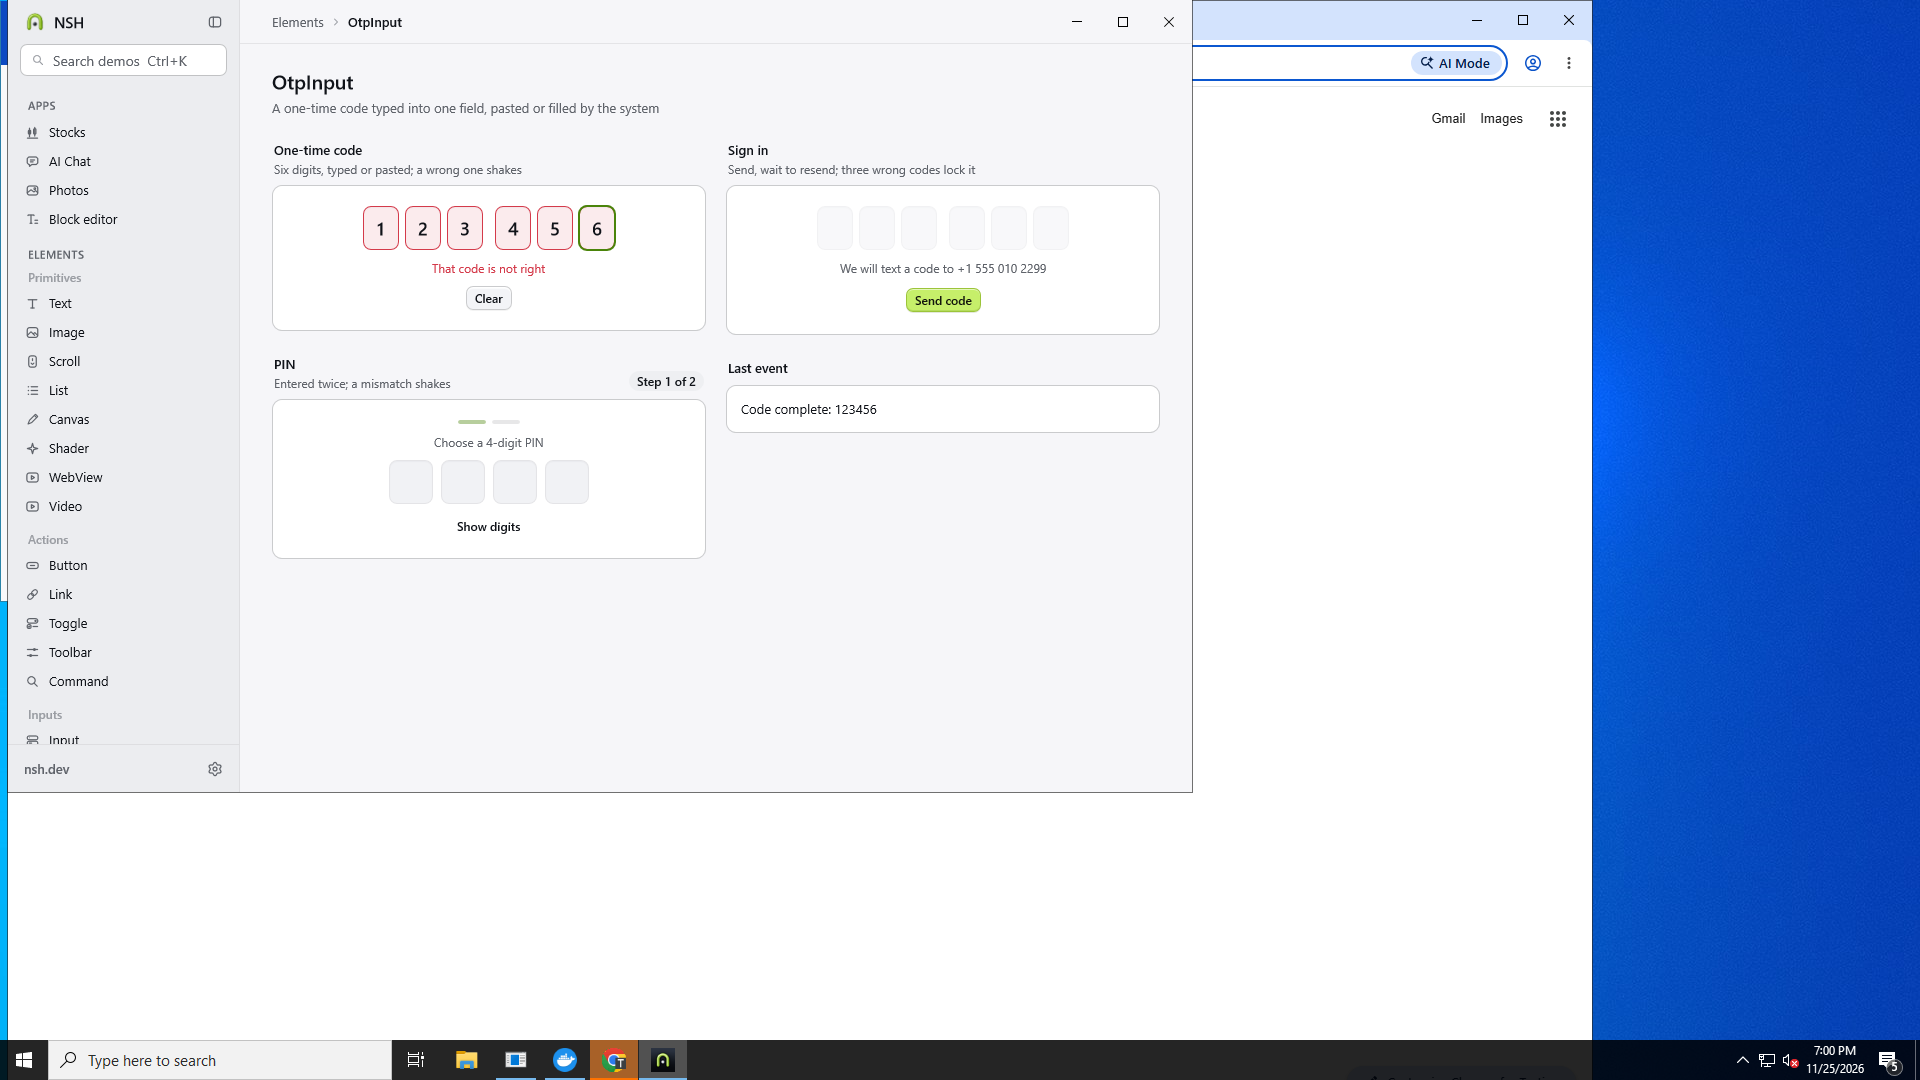 NSH
Search demos Ctrl+K
APPS
Stocks
AI Chat
Photos
Block editor
ELEMENTS
Primitives
Text
Image
Scroll
List
Canvas
Shader
WebView
Video
Actions
Button
Link
Toggle
Toolbar
Command
Inputs
Input
nsh.dev
Elements > OtpInput
OtpInput
A one-time code typed into one field, pasted or filled by the system
One-time code
Six digits, typed or pasted; a wrong one shakes
1 2 3 4 5 6
That code is not right
Clear
Sign in
Send, wait to resend; three wrong codes lock it
We will text a code to +1 555 010 2299
Send code
PIN
Entered twice; a mismatch shakes
Step 1 of 2
Choose a 4-digit PIN
Show digits
Last event
Code complete: 123456
AI Mode
Gmail Images
Type here to search
7:00 PM
11/25/2026
5